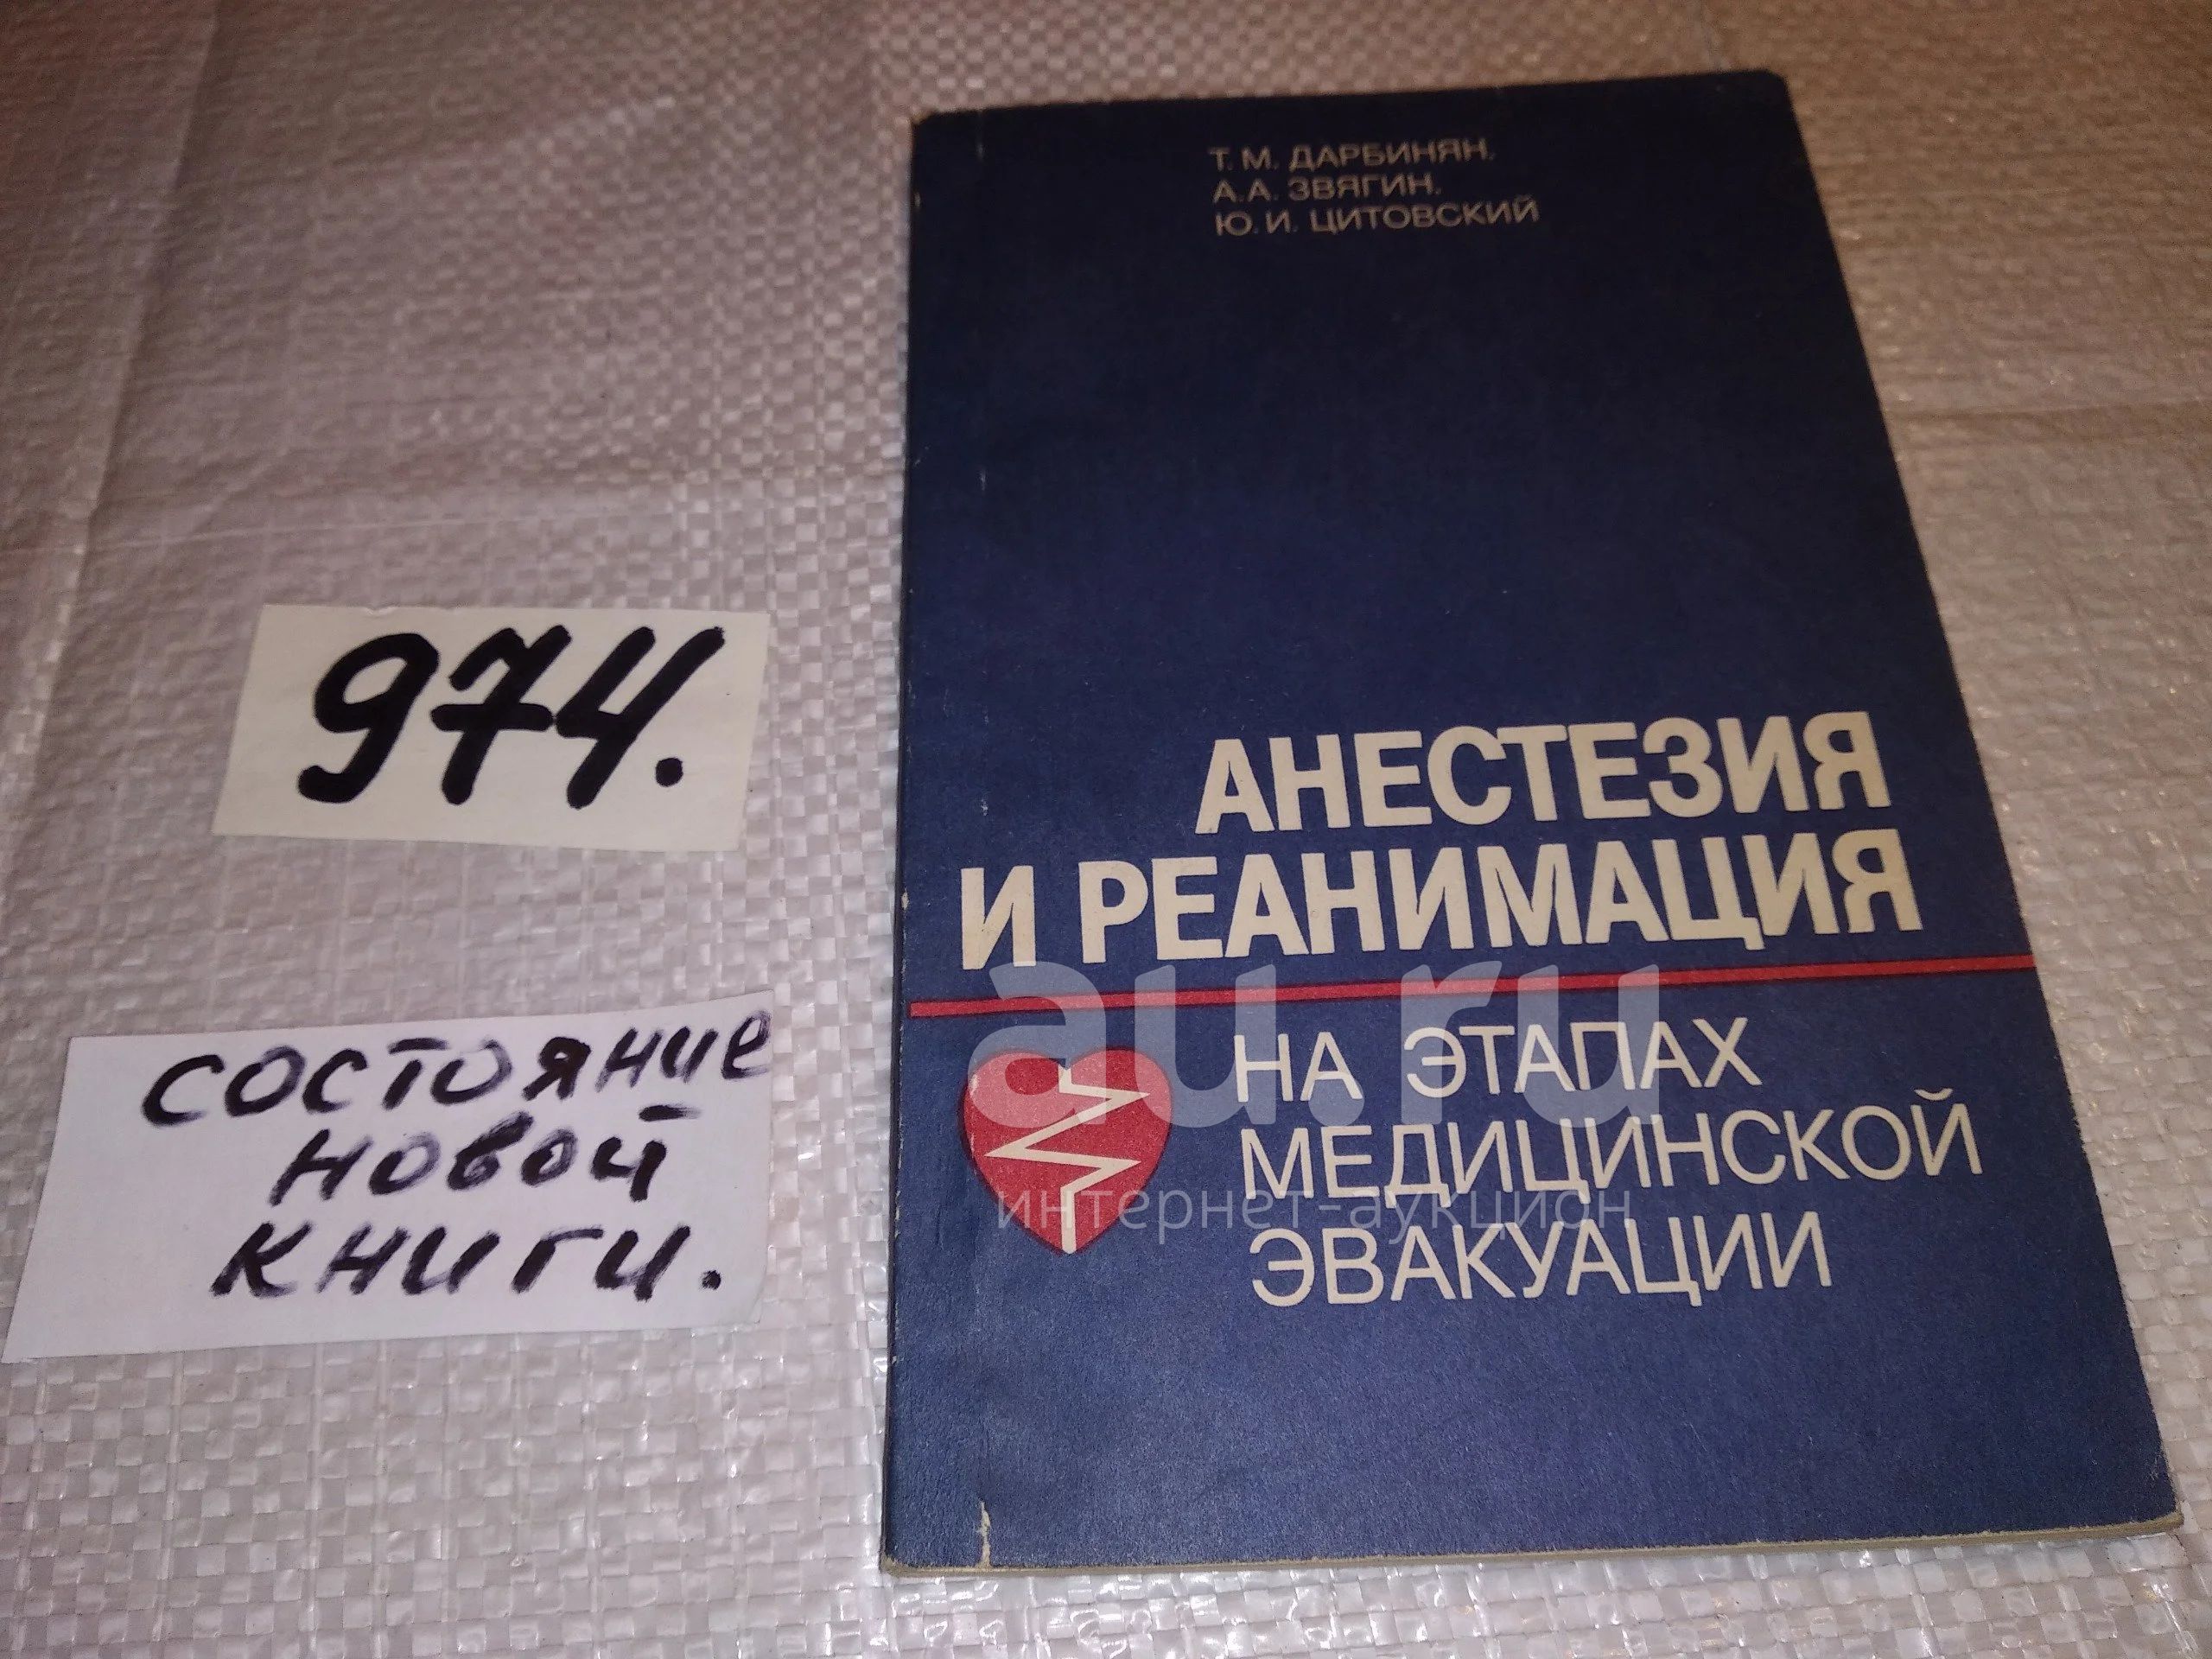 974.
состояние
новой
книги.
Т. М. ДАРБИНЯН,
А. А. ЗВЯГИН,
Ю. И. ЦИТОВСКИЙ
АНЕСТЕЗИЯ
И РЕАНИМАЦИЯ
НА ЭТАПАХ
МЕДИЦИНСКОЙ
ЭВАКУАЦИИ
au.ru
интернет-аукцион